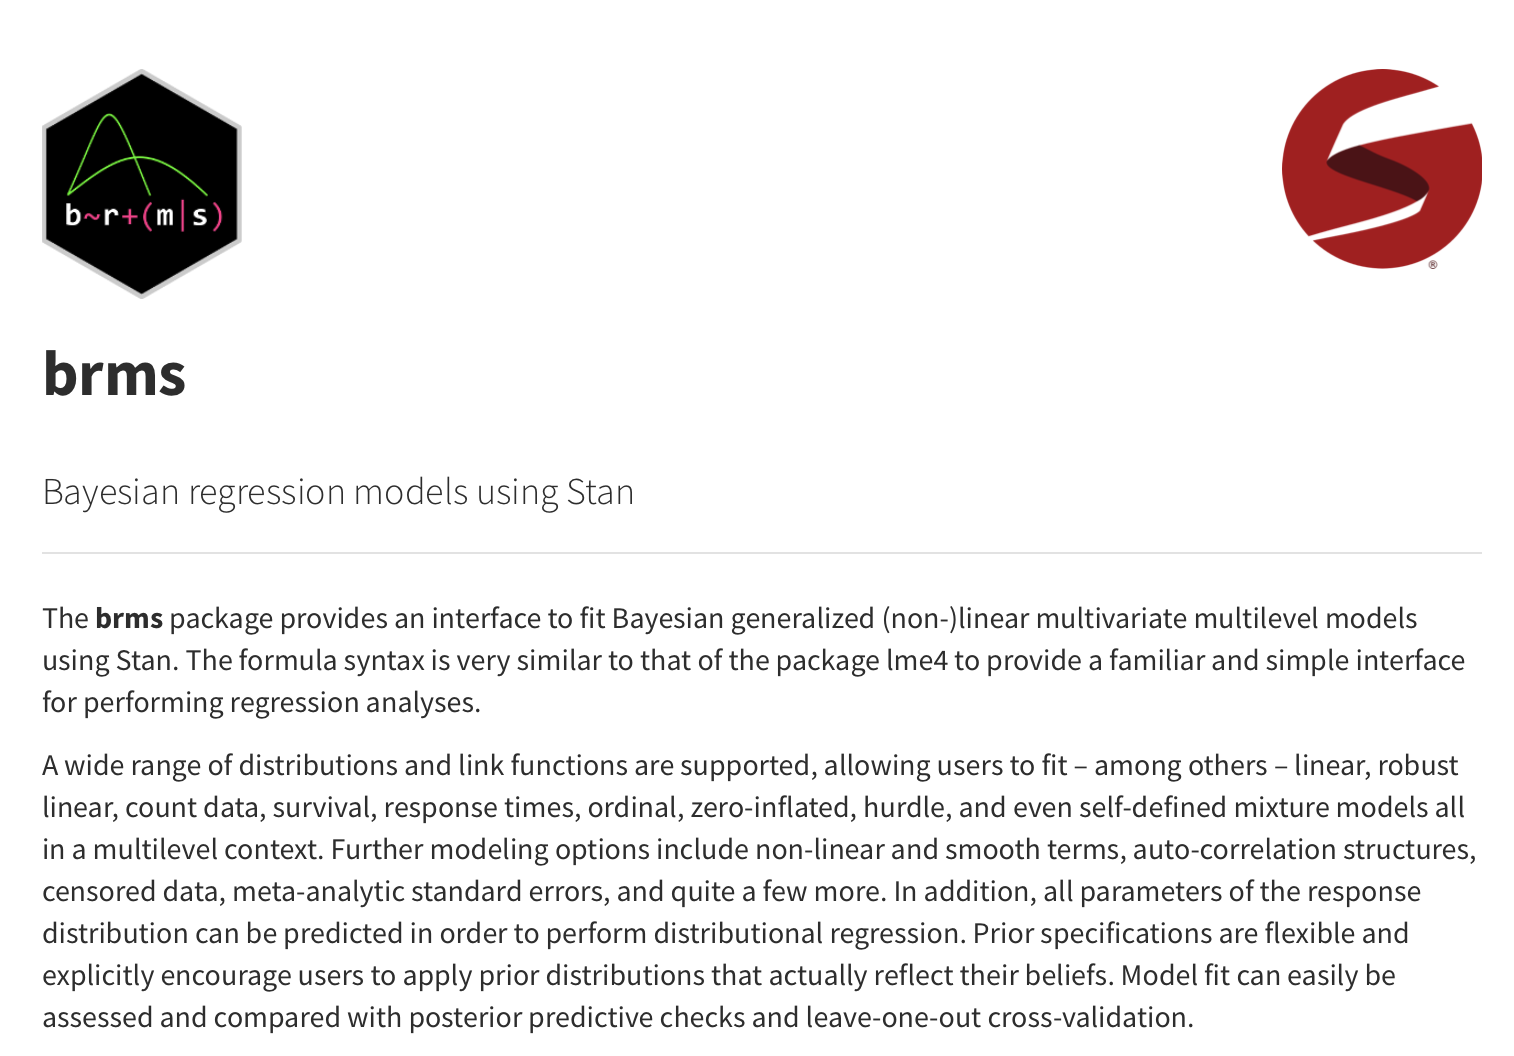 b~r+(m|s)
®
brms
Bayesian regression models using Stan
The brms package provides an interface to fit Bayesian generalized (non-)linear multivariate multilevel models
using Stan. The formula syntax is very similar to that of the package lme4 to provide a familiar and simple interface
for performing regression analyses.
A wide range of distributions and link functions are supported, allowing users to fit – among others – linear, robust
linear, count data, survival, response times, ordinal, zero-inflated, hurdle, and even self-defined mixture models all
in a multilevel context. Further modeling options include non-linear and smooth terms, auto-correlation structures,
censored data, meta-analytic standard errors, and quite a few more. In addition, all parameters of the response
distribution can be predicted in order to perform distributional regression. Prior specifications are flexible and
explicitly encourage users to apply prior distributions that actually reflect their beliefs. Model fit can easily be
assessed and compared with posterior predictive checks and leave-one-out cross-validation.